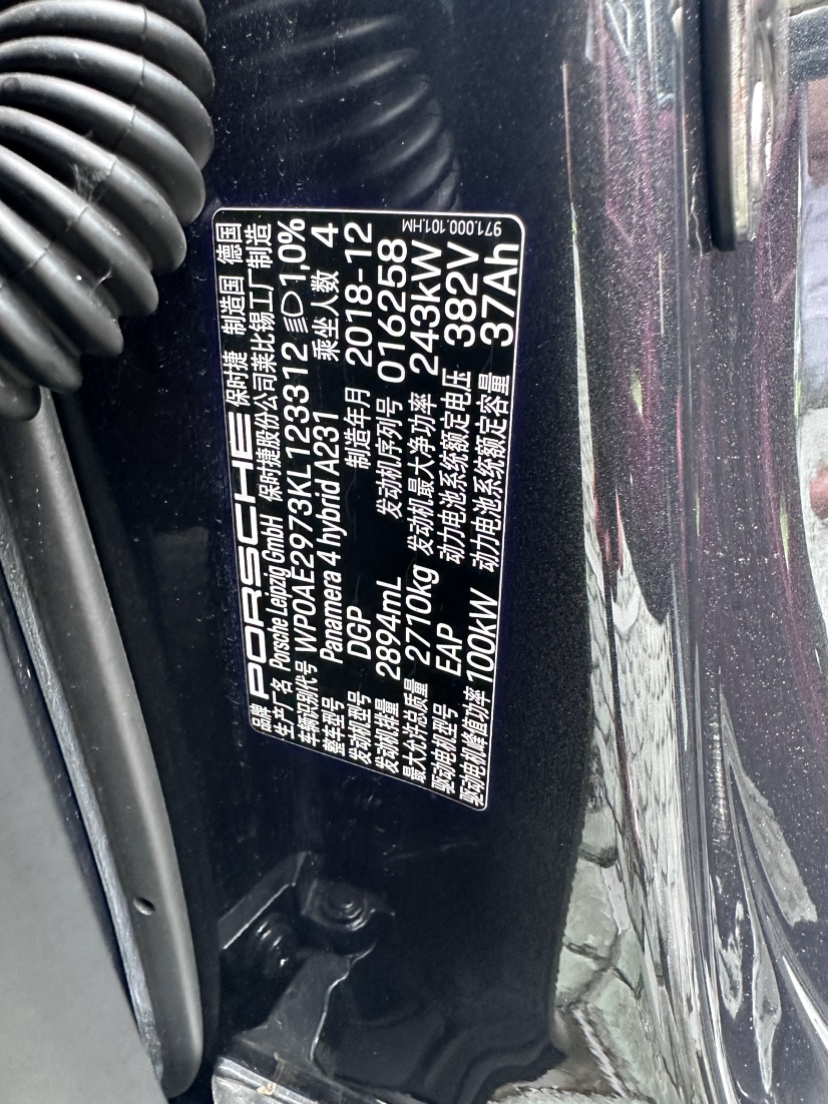 品牌 PORSCHE 保时捷 制造国 德国
生产厂名 Porsche Leipzig GmbH 保时捷股份公司莱比锡工厂制造
车辆识别代号 WP0AE2973KL123312 1,0%
整车型号 Panamera 4 hybrid A231 乘坐人数 4
发动机型号 DGP 制造年月 2018-12
发动机排量 2894mL 发动机序列号 016258
最大允许总质量 2710kg 发动机最大净功率 243kW
驱动电机型号 EAP 动力电池系统额定电压 382V
驱动电机峰值功率 100kW 动力电池系统额定容量 37Ah
971.000.101.HM